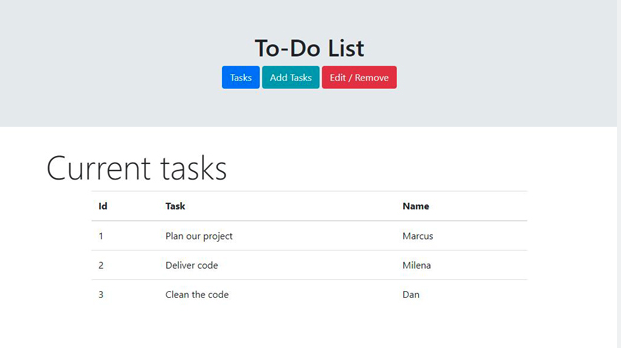 To-Do List
Tasks Add Tasks Edit / Remove
Current tasks
Id Task Name
1 Plan our project Marcus
2 Deliver code Milena
3 Clean the code Dan